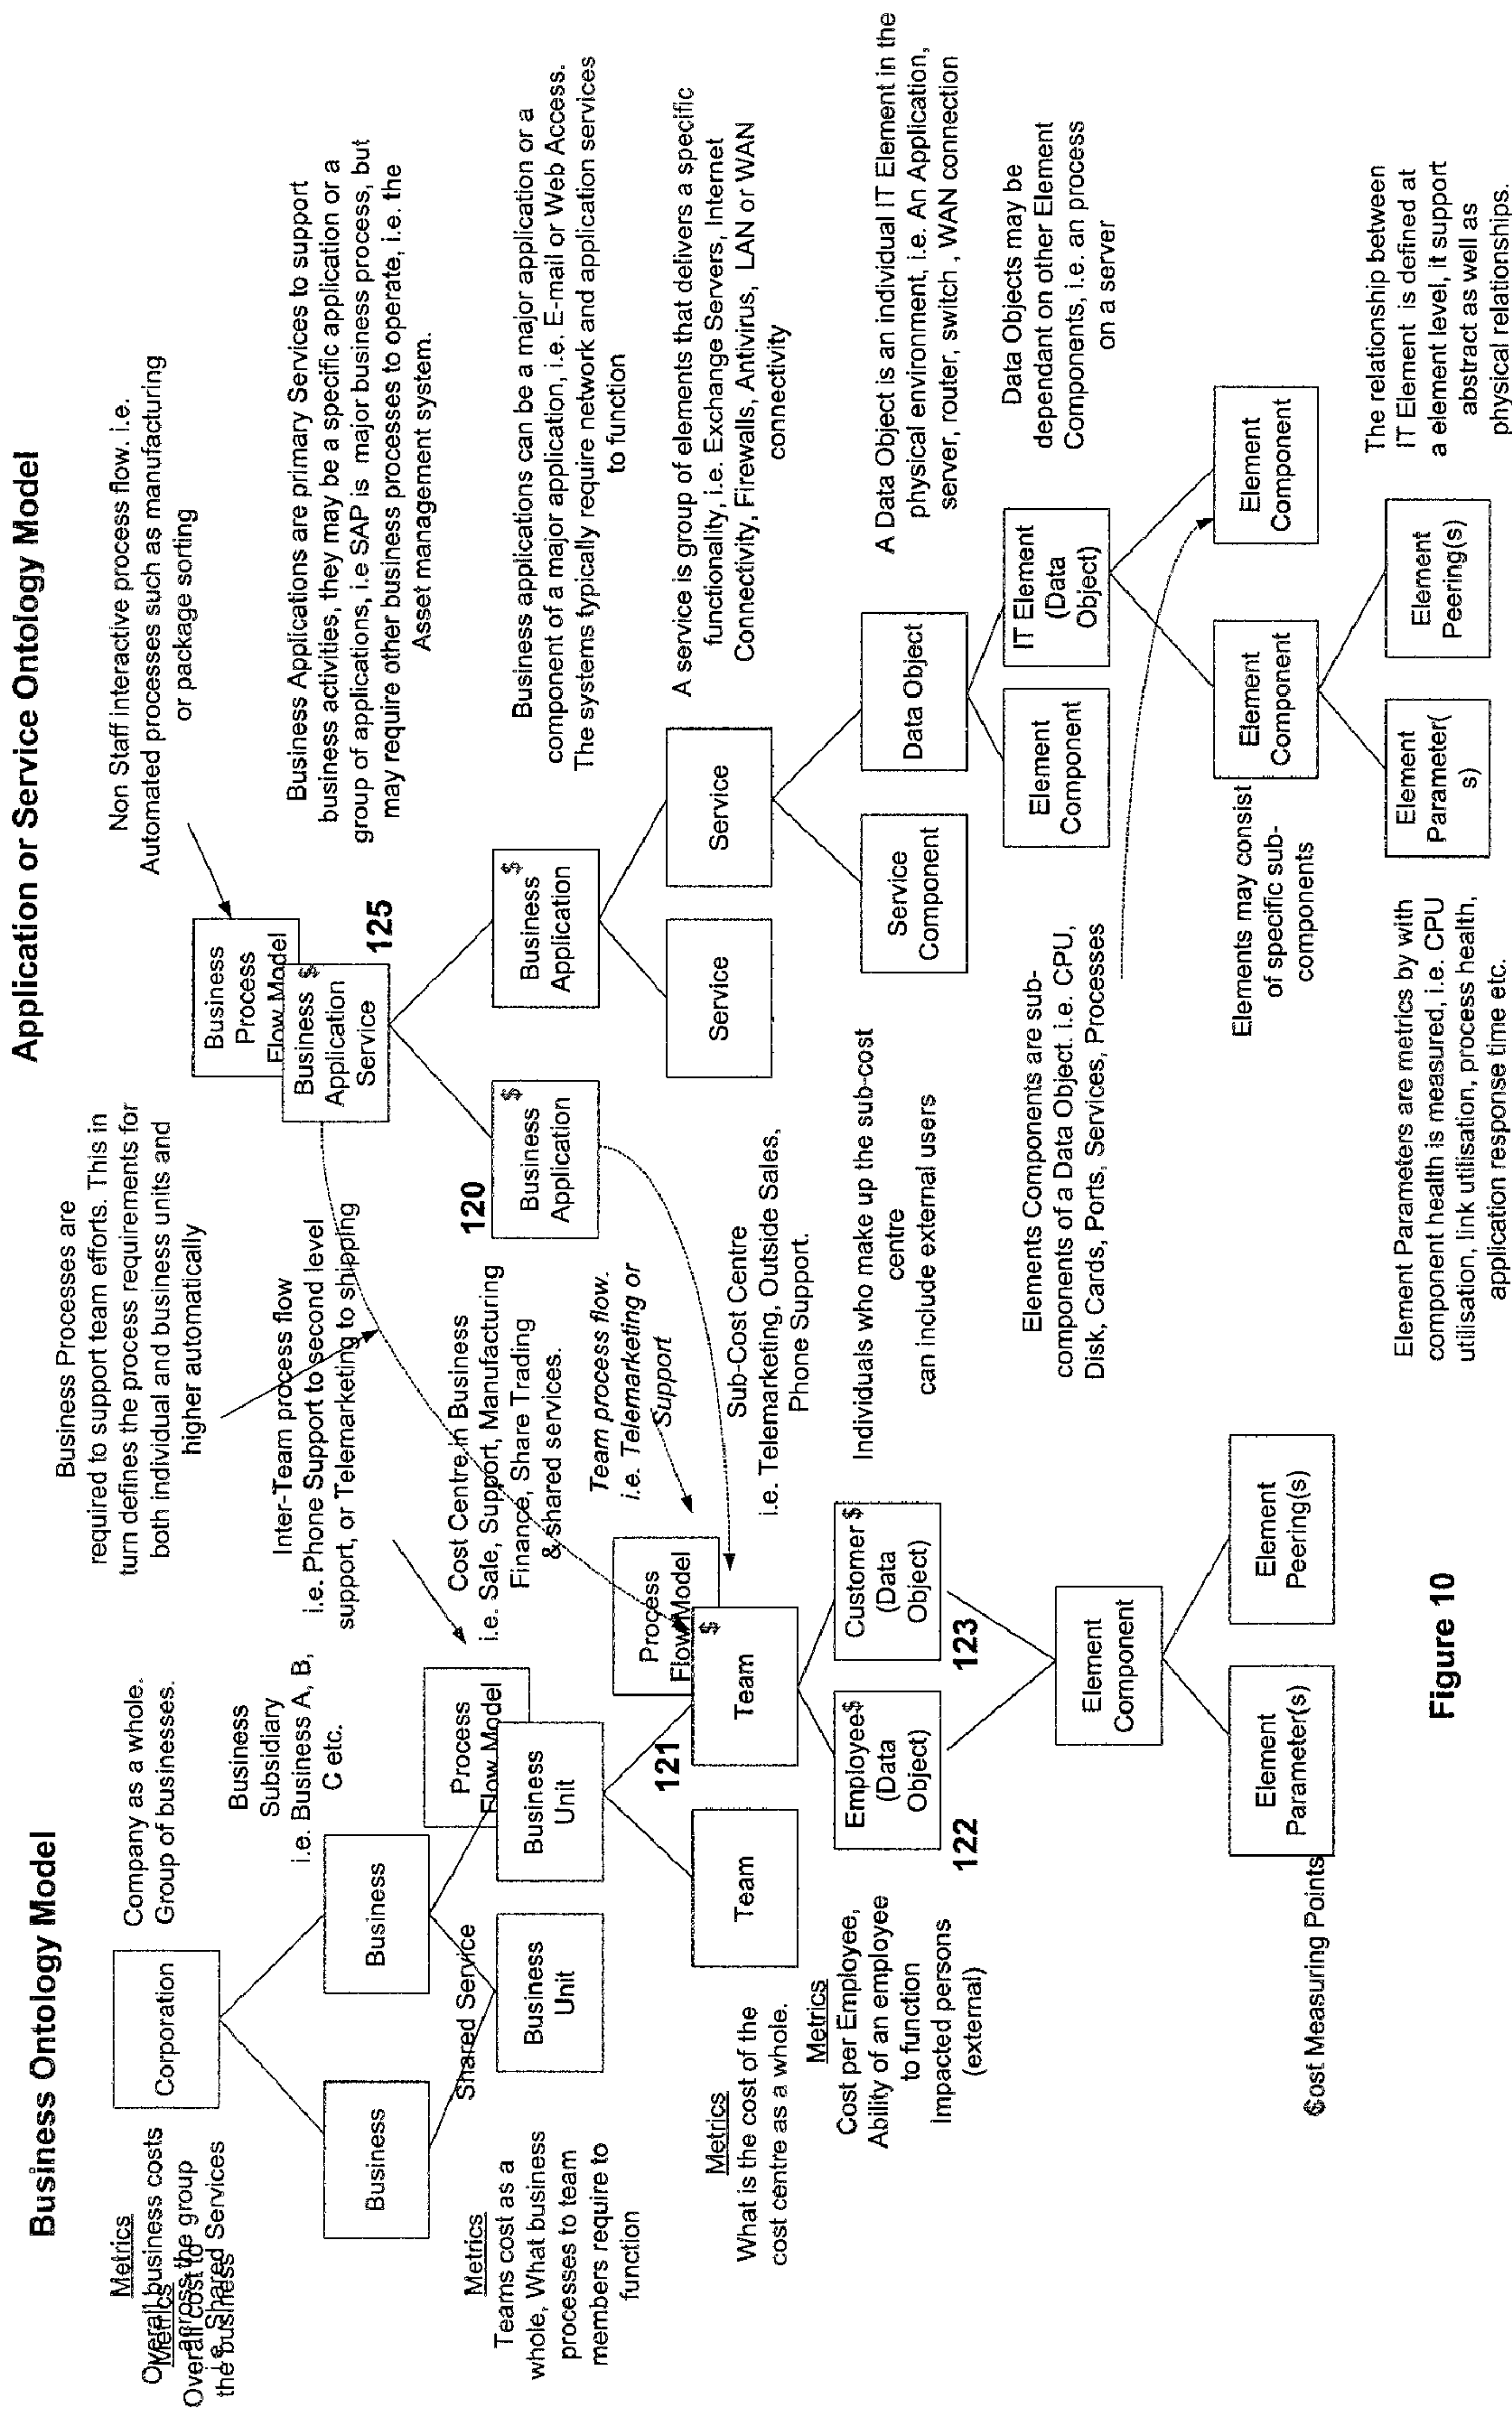 Business Ontology Model
Application or Service Ontology Model
Metrics
Overall business costs
across the group
i.e. Shared Services
Metrics
Overall cost to
the business
Corporation
Company as a whole.
Group of businesses.
Business
Business
Business
Subsidiary
i.e. Business A, B,
C etc.
Shared Service
Metrics
Teams cost as a
whole, What business
processes to team
members require to
function
Business
Unit
Process
Flow Model
Business
Unit
Inter-Team process flow
i.e. Phone Support to second level
support, or Telemarketing to shipping
Business Processes are
required to support team efforts. This in
turn defines the process requirements for
both individual and business units and
higher automatically
Cost Centre in Business
i.e. Sale, Support, Manufacturing
Finance, Share Trading
& shared services.
Metrics
What is the cost of the
cost centre as a whole.
Team
121
Process
Flow Model
$
Team
Team process flow.
i.e. Telemarketing or
Support
Sub-Cost Centre
i.e. Telemarketing, Outside Sales,
Phone Support.
Metrics
Cost per Employee,
Ability of an employee
to function
Impacted persons
(external)
Employee$
(Data
Object)
122
Customer $
(Data
Object)
123
Individuals who make up the sub-cost
centre
can include external users
Element
Component
Element
Parameter(s)
Element
Peering(s)
$Cost Measuring Points
Business
Process
Flow Model
Business $
Application
Service
125
Non Staff interactive process flow. i.e.
Automated processes such as manufacturing
or package sorting
Business Applications are primary Services to support
business activities, they may be a specific application or a
group of applications, i.e SAP is major business process, but
may require other business processes to operate, i.e. the
Asset management system.
120
$
Business
Application
$
Business
Application
Business applications can be a major application or a
component of a major application, i.e. E-mail or Web Access.
The systems typically require network and application services
to function
Service
Service
A service is group of elements that delivers a specific
functionality, i.e. Exchange Servers, Internet
Connectivity, Firewalls, Antivirus, LAN or WAN
connectivity
Service
Component
Data Object
A Data Object is an individual IT Element in the
physical environment, i.e. An Application,
server, router, switch , WAN connection
Element
Component
IT Element
(Data
Object)
Data Objects may be
dependant on other Element
Components, i.e. an process
on a server
Elements Components are sub-
components of a Data Object. i.e. CPU,
Disk, Cards, Ports, Services, Processes
Elements may consist
of specific sub-
components
Element
Component
Element
Component
Element Parameters are metrics by with
component health is measured, i.e. CPU
utilisation, link utilisation, process health,
application response time etc.
Element
Parameter(
s)
Element
Peering(s)
The relationship between
IT Element is defined at
a element level, it support
abstract as well as
physical relationships.
Figure 10